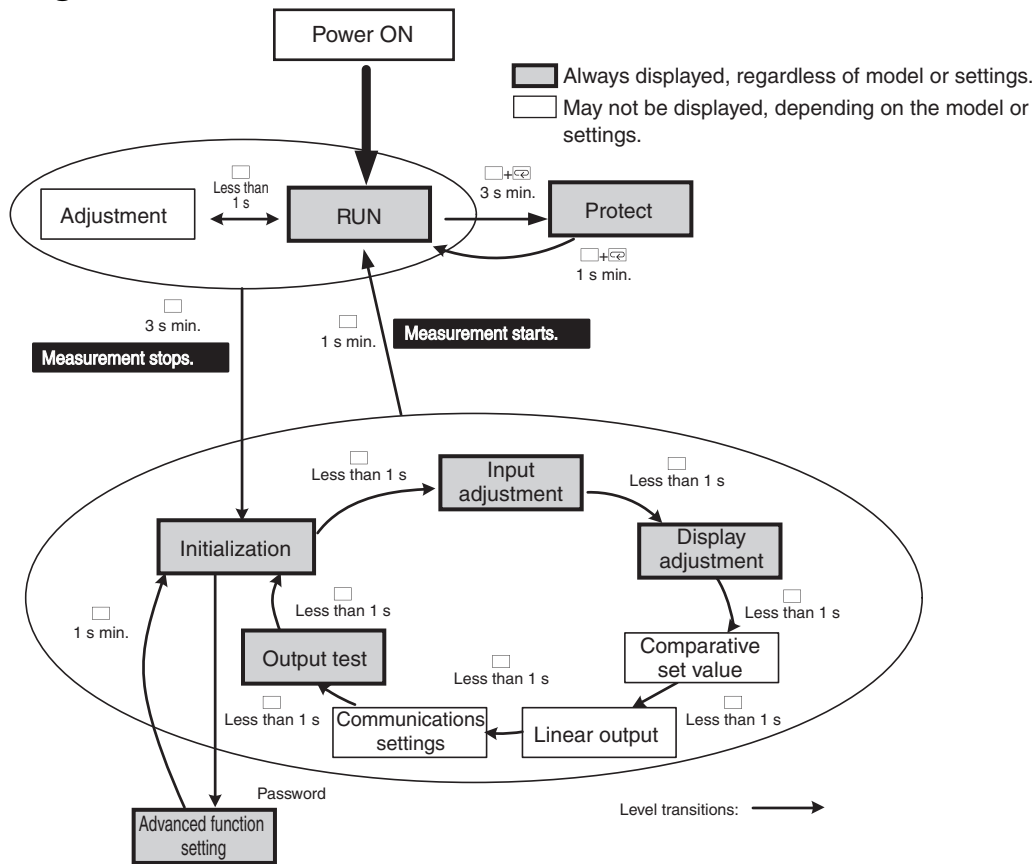 Power ON
Always displayed, regardless of model or settings.
May not be displayed, depending on the model or
settings.
Less than
1 s
Adjustment
RUN
+
3 s min.
Protect
+
1 s min.
3 s min.
Measurement stops.
1 s min.
Measurement starts.
Less than 1 s
Input
adjustment
Less than 1 s
Initialization
Display
adjustment
1 s min.
Less than 1 s
Less than 1 s
Output test
Comparative
set value
Less than 1 s
Less than 1 s
Communications
settings
Linear output
Less than 1 s
Password
Advanced function
setting
Level transitions: